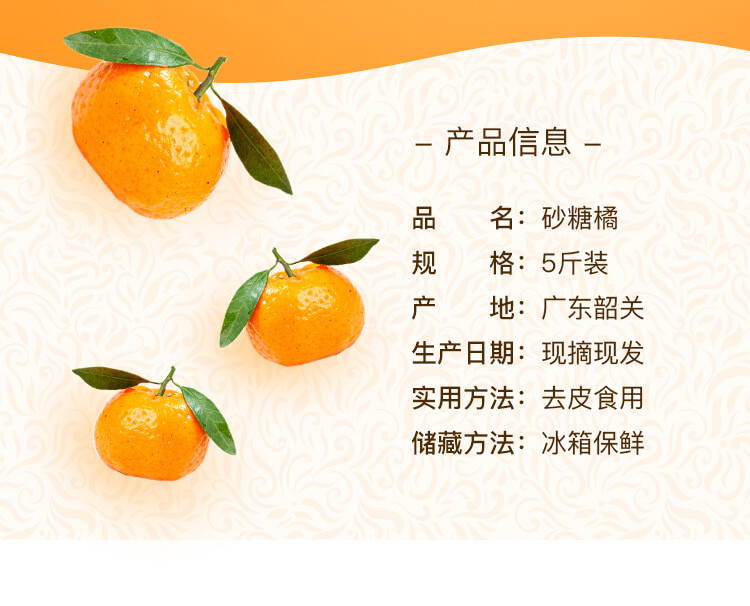 – 产品信息 –
品 名：砂糖橘
规 格：5斤装
产 地：广东韶关
生产日期：现摘现发
实用方法：去皮食用
储藏方法：冰箱保鲜